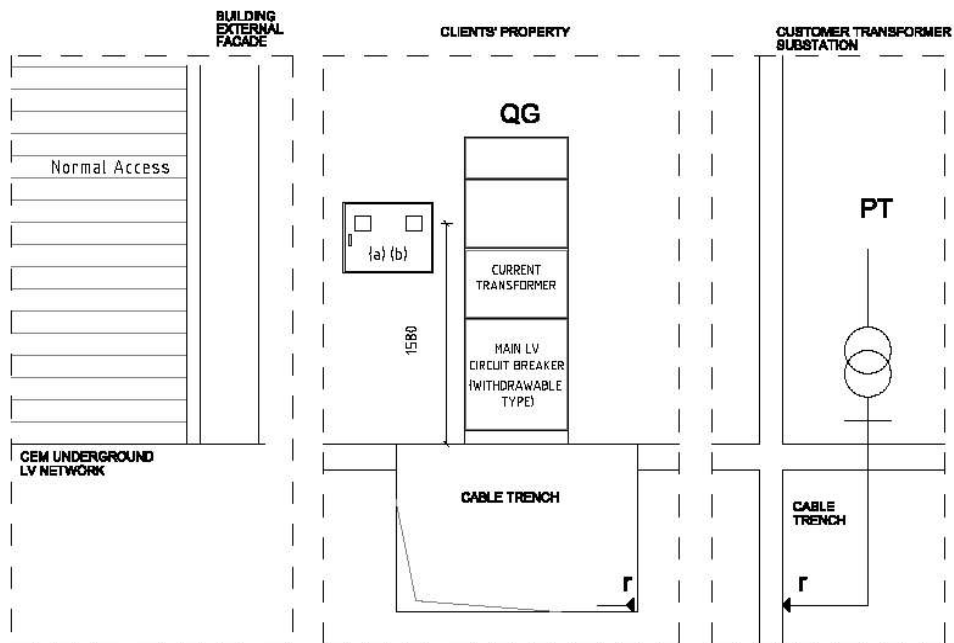 BUILDING
EXTERNAL
FACADE
CLIENTS' PROPERTY
CUSTOMER TRANSFORMER
SUBSTATION
Normal Access
QG
PT
(a) (b)
CURRENT
TRANSFORMER
1580
MAIN LV
CIRCUIT BREAKER
(WITHDRAWABLE
TYPE)
CEM UNDERGROUND
LV NETWORK
CABLE TRENCH
CABLE
TRENCH
r
r